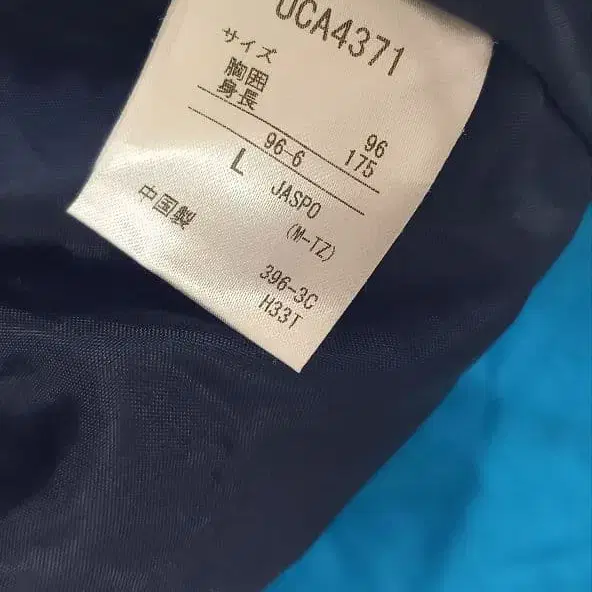 UCA4371
サイズ
胸囲 96
身長 175
96-6
L JASPO
(M-TZ)
中国製
396-3C
H33T